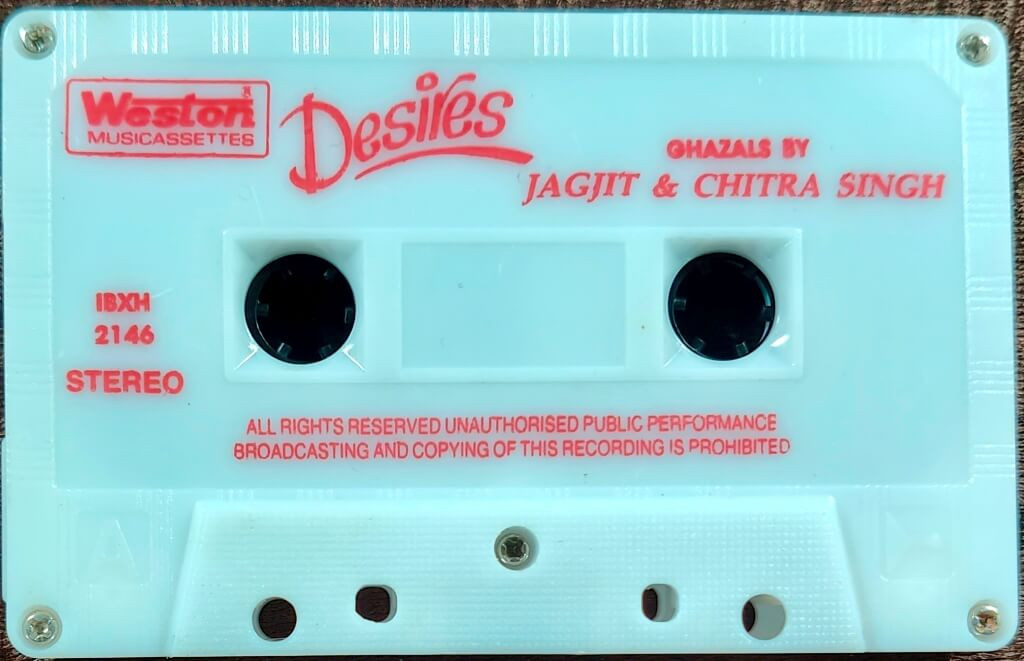 Weston®
MUSICASSETTES
Desires
GHAZALS BY
JAGJIT & CHITRA SINGH
IBXH
2146
STEREO
ALL RIGHTS RESERVED UNAUTHORISED PUBLIC PERFORMANCE
BROADCASTING AND COPYING OF THIS RECORDING IS PROHIBITED
A